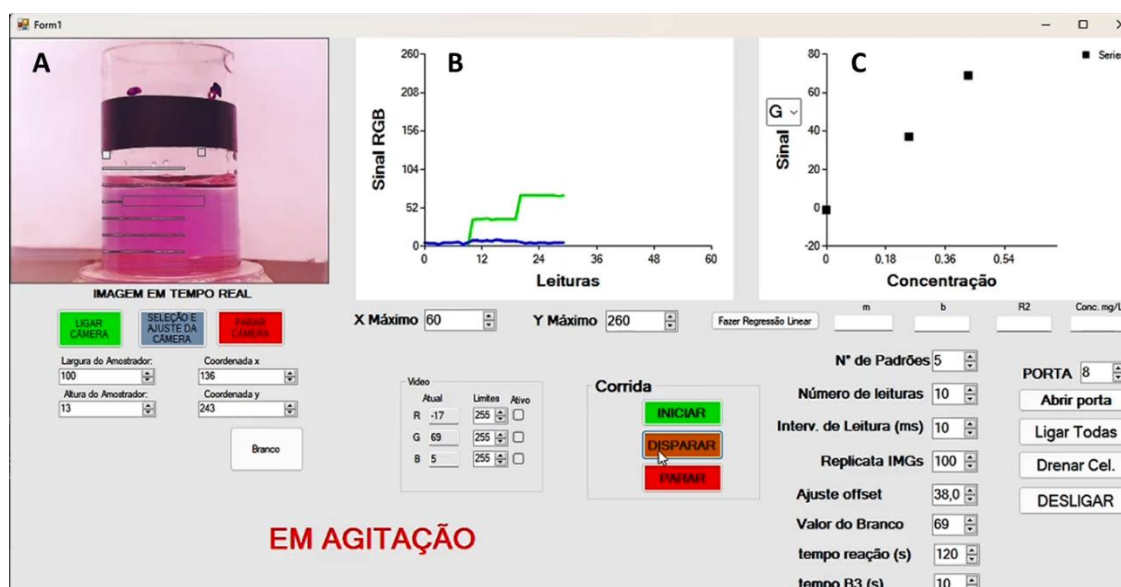 Form1
A
IMAGEM EM TEMPO REAL
LIGAR CÂMERA
SELEÇÃO E AJUSTE DA CÂMERA
PARAR CÂMERA
Largura do Amostrador:
100
Coordenada x
136
Altura do Amostrador:
13
Coordenada y
243
Branco
B
Sinal RGB
260
208
156
104
52
0
0 12 24 36 48 60
Leituras
X Máximo 60
Y Máximo 260
C
G
Sinal
80
60
40
20
0
-20
0 0.18 0.36 0.54
Concentração
Fazer Regressão Linear
m
b
R2
Video
Atual Limites Ativo
R -17 255
G 69 255
B 5 255
Corrida
INICIAR
DISPARAR
PARAR
N° de Padrões 5
Número de leituras 10
Interv. de Leitura (ms) 10
Replicata IMGs 100
Ajuste offset 38,0
Valor do Branco 69
tempo reação (s) 120
tempo B3 (s) 10
PORTA 8
Abrir porta
Ligar Todas
Drenar Cel.
DESLIGAR
EM AGITAÇÃO